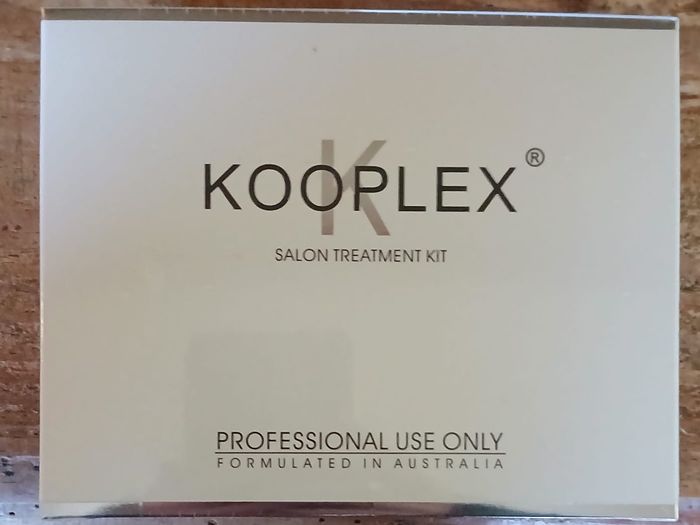 K
KOOPLEX®
SALON TREATMENT KIT
PROFESSIONAL USE ONLY
FORMULATED IN AUSTRALIA